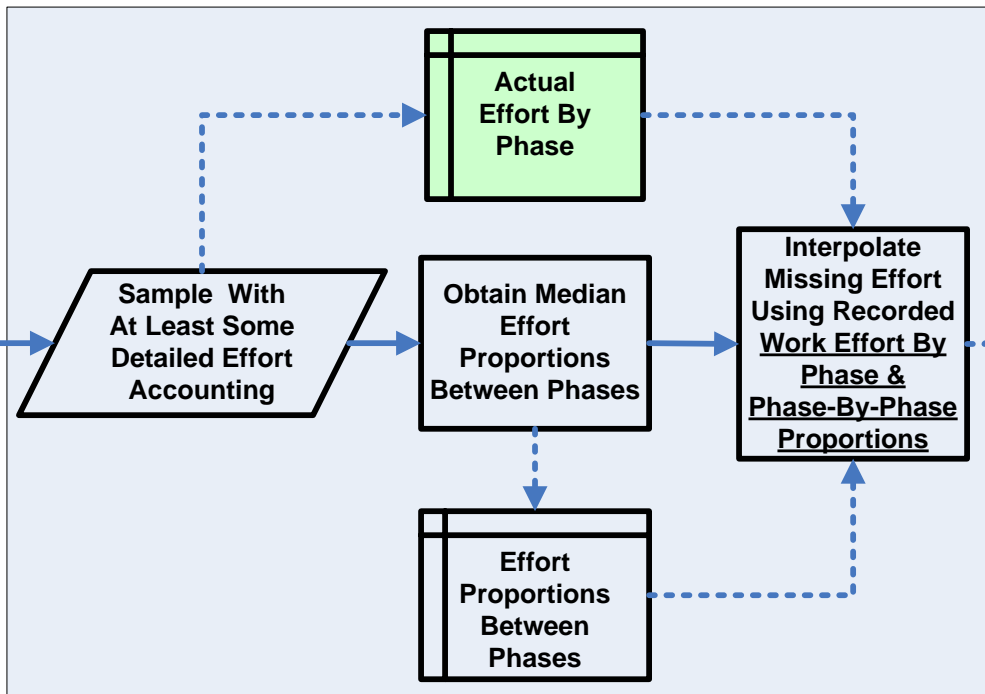 Actual
Effort By
Phase
Sample With
At Least Some
Detailed Effort
Accounting
Obtain Median
Effort
Proportions
Between Phases
Interpolate
Missing Effort
Using Recorded
Work Effort By
Phase &
Phase-By-Phase
Proportions
Effort
Proportions
Between
Phases